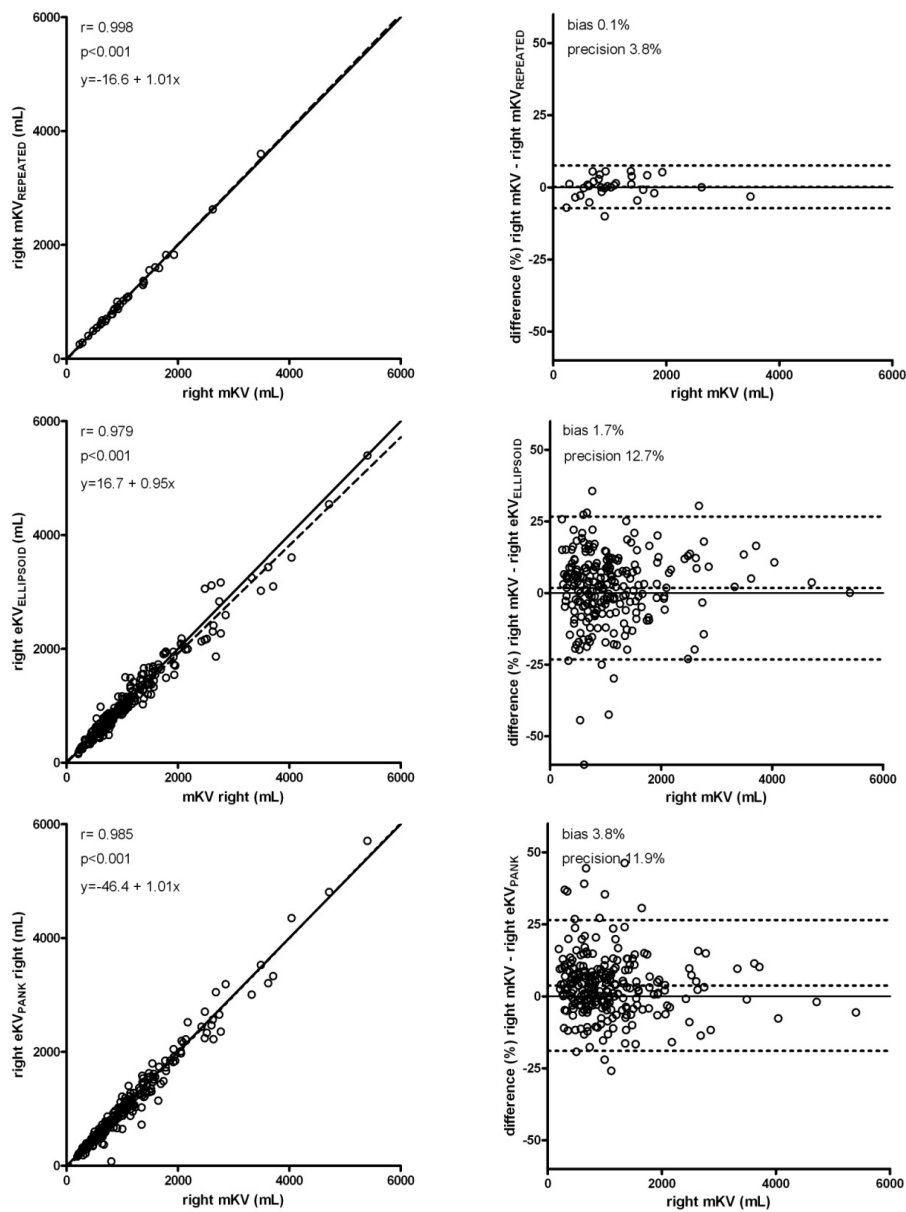 6000
4000
2000
0
right mKV_REPEATED (mL)
r= 0.998
p<0.001
y=-16.6 + 1.01x
0 2000 4000 6000
right mKV (mL)
50
25
0
-25
-50
difference (%) right mKV - right mKV_REPEATED
bias 0.1%
precision 3.8%
0 2000 4000 6000
right mKV (mL)
6000
4000
2000
0
right eKV_ELLIPSOID (mL)
r= 0.979
p<0.001
y=16.7 + 0.95x
0 2000 4000 6000
mKV right (mL)
50
25
0
-25
-50
difference (%) right mKV - right eKV_ELLIPSOID
bias 1.7%
precision 12.7%
0 2000 4000 6000
right mKV (mL)
6000
4000
2000
0
right eKV_PANK right (mL)
r= 0.985
p<0.001
y=-46.4 + 1.01x
0 2000 4000 6000
right mKV (mL)
50
25
0
-25
-50
difference (%) right mKV - right eKV_PANK
bias 3.8%
precision 11.9%
0 2000 4000 6000
right mKV (mL)